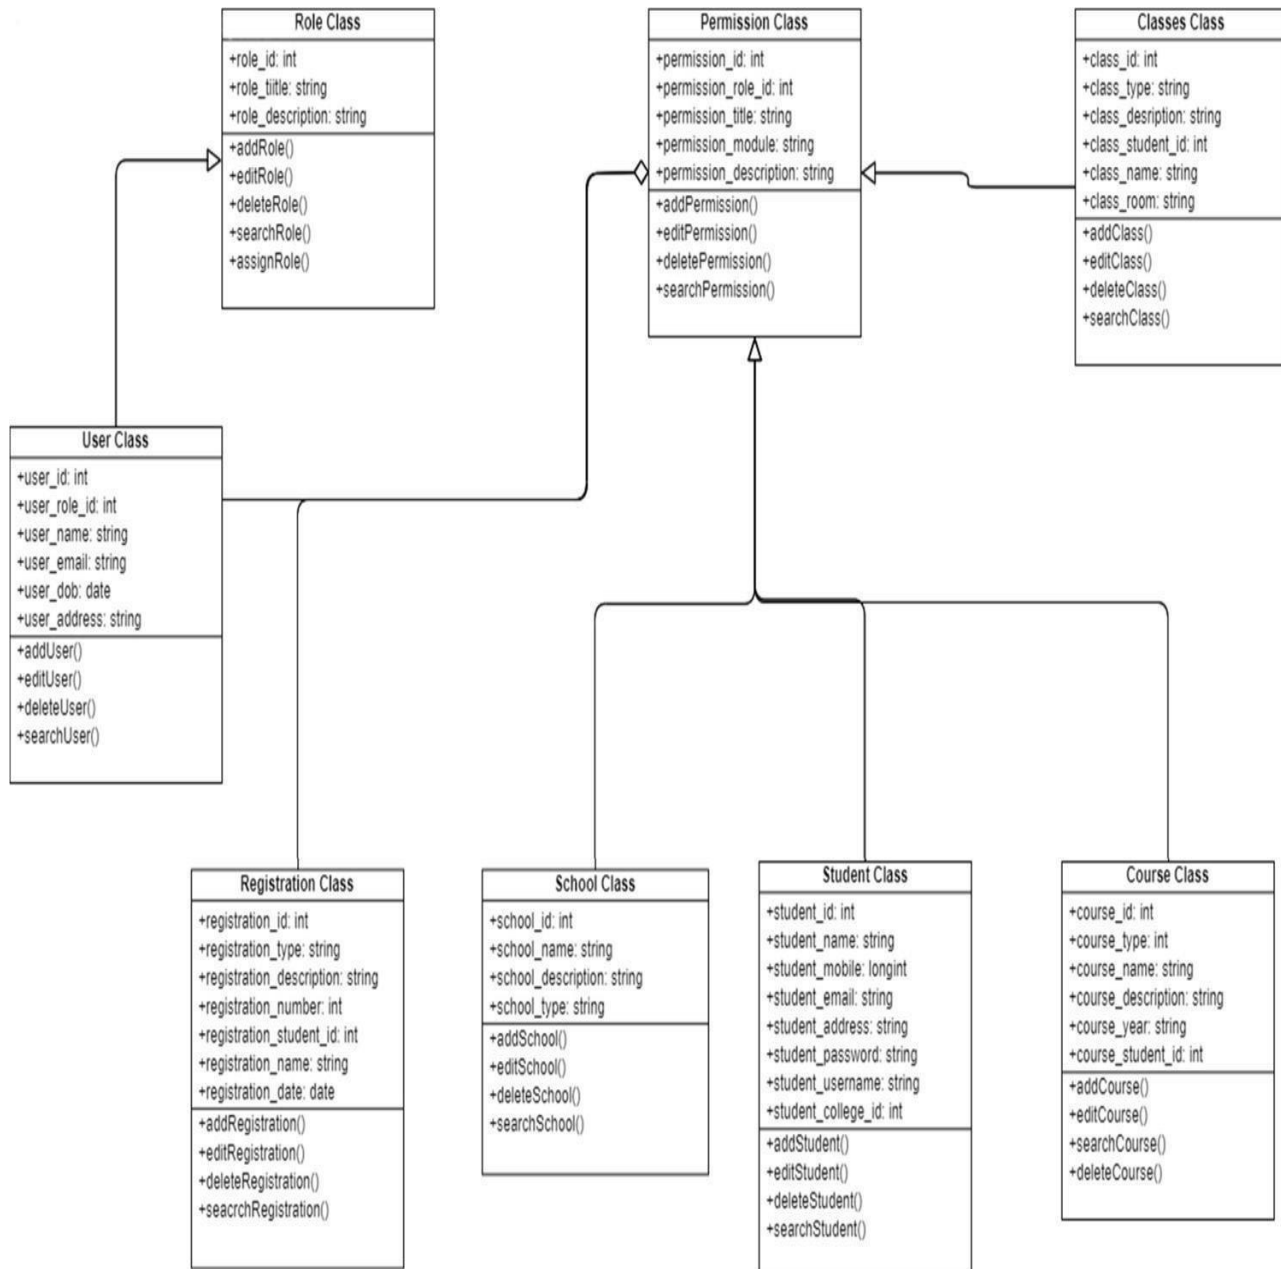 Role Class
+role_id: int
+role_tiitle: string
+role_description: string
+addRole()
+editRole()
+deleteRole()
+searchRole()
+assignRole()
Permission Class
+permission_id: int
+permission_role_id: int
+permission_title: string
+permission_module: string
+permission_description: string
+addPermission()
+editPermission()
+deletePermission()
+searchPermission()
Classes Class
+class_id: int
+class_type: string
+class_desription: string
+class_student_id: int
+class_name: string
+class_room: string
+addClass()
+editClass()
+deleteClass()
+searchClass()
User Class
+user_id: int
+user_role_id: int
+user_name: string
+user_email: string
+user_dob: date
+user_address: string
+addUser()
+editUser()
+deleteUser()
+searchUser()
Registration Class
+registration_id: int
+registration_type: string
+registration_description: string
+registration_number: int
+registration_student_id: int
+registration_name: string
+registration_date: date
+addRegistration()
+editRegistration()
+deleteRegistration()
+seacrchRegistration()
School Class
+school_id: int
+school_name: string
+school_description: string
+school_type: string
+addSchool()
+editSchool()
+deleteSchool()
+searchSchool()
Student Class
+student_id: int
+student_name: string
+student_mobile: longint
+student_email: string
+student_address: string
+student_password: string
+student_username: string
+student_college_id: int
+addStudent()
+editStudent()
+deleteStudent()
+searchStudent()
Course Class
+course_id: int
+course_type: int
+course_name: string
+course_description: string
+course_year: string
+course_student_id: int
+addCourse()
+editCourse()
+searchCourse()
+deleteCourse()